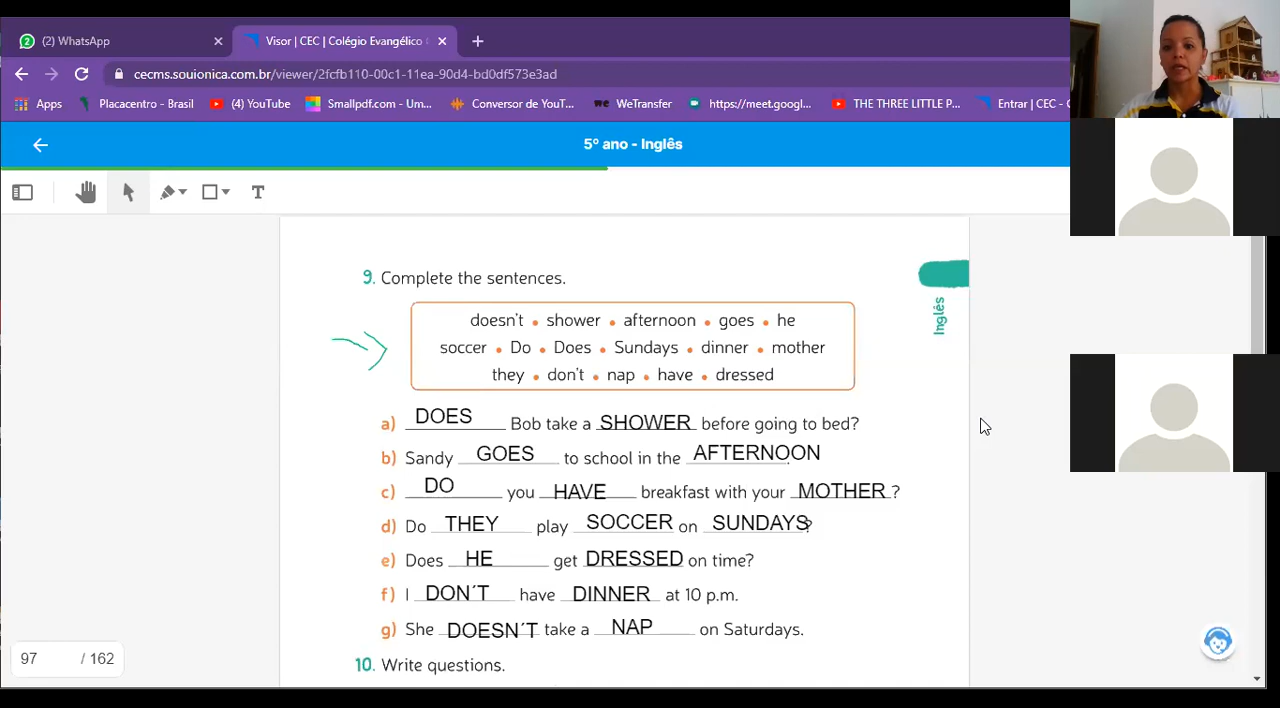 (2) WhatsApp
Visor | CEC | Colégio Evangélico
cecms.souionica.com.br/viewer/2fcfb110-00c1-11ea-90d4-bd0df573e3ad
Apps Placacentro - Brasil (4) YouTube Smallpdf.com - Um... Conversor de YouT... WeTransfer https://meet.googl... THE THREE LITTLE P... Entrar | CEC -
5º ano - Inglês
T
Inglês
9. Complete the sentences.
doesn't • shower • afternoon • goes • he
soccer • Do • Does • Sundays • dinner • mother
they • don't • nap • have • dressed
a) DOES Bob take a SHOWER before going to bed?
b) Sandy GOES to school in the AFTERNOON.
c) DO you HAVE breakfast with your MOTHER?
d) Do THEY play SOCCER on SUNDAYS?
e) Does HE get DRESSED on time?
f) I DON´T have DINNER at 10 p.m.
g) She DOESN´T take a NAP on Saturdays.
10. Write questions.
97 / 162